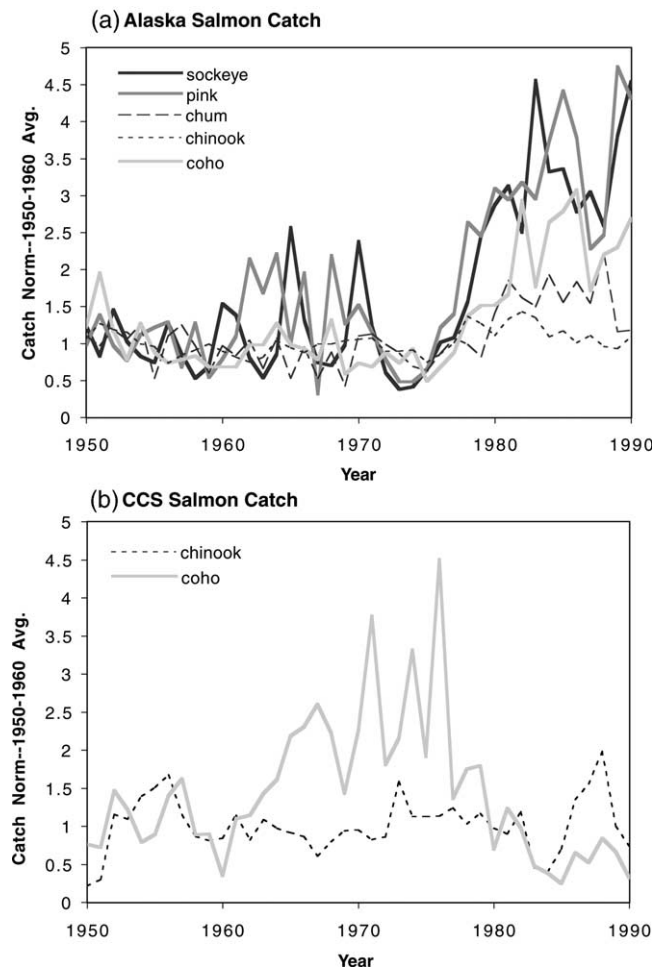 (a) Alaska Salmon Catch
5
4.5
4
3.5
3
2.5
2
1.5
1
0.5
0
Catch Norm--1950-1960 Avg.
sockeye
pink
chum
chinook
coho
1950 1960 1970 1980 1990
Year
(b) CCS Salmon Catch
5
4.5
4
3.5
3
2.5
2
1.5
1
0.5
0
Catch Norm--1950-1960 Avg.
chinook
coho
1950 1960 1970 1980 1990
Year